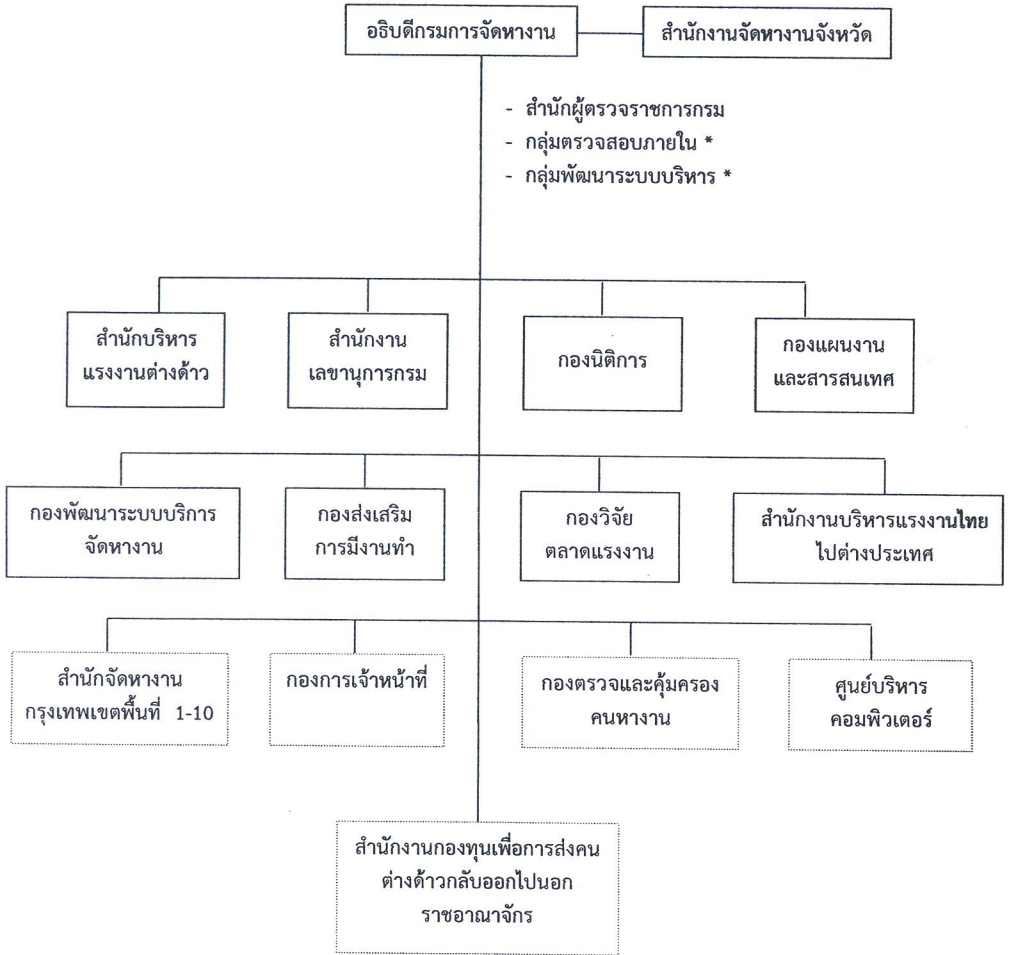 อธิบดีกรมการจัดหางาน
สำนักงานจัดหางานจังหวัด
- สำนักผู้ตรวจราชการกรม
- กลุ่มตรวจสอบภายใน *
- กลุ่มพัฒนาระบบบริหาร *
สำนักบริหาร
แรงงานต่างด้าว
สำนักงาน
เลขานุการกรม
กองนิติการ
กองแผนงาน
และสารสนเทศ
กองพัฒนาระบบบริการ
จัดหางาน
กองส่งเสริม
การมีงานทำ
กองวิจัย
ตลาดแรงงาน
สำนักงานบริหารแรงงานไทย
ไปต่างประเทศ
สำนักจัดหางาน
กรุงเทพเขตพื้นที่ 1-10
กองการเจ้าหน้าที่
กองตรวจและคุ้มครอง
คนหางาน
ศูนย์บริหาร
คอมพิวเตอร์
สำนักงานกองทุนเพื่อการส่งคน
ต่างด้าวกลับออกไปนอก
ราชอาณาจักร